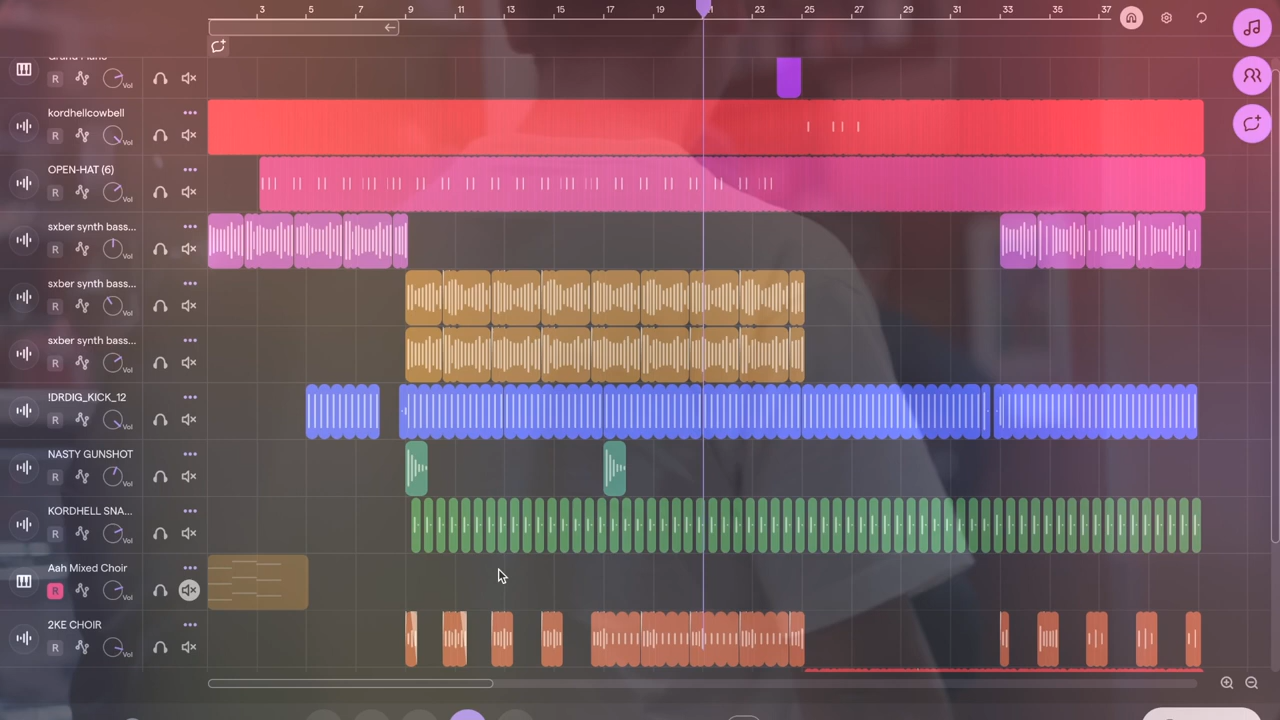 3 5 7 9 11 13 15 17 19 21 23 25 27 29 31 33 35 37
Grand Piano
R Vol
kordhellcowbell
R Vol
OPEN-HAT (6)
R Vol
sxber synth bass...
R Vol
sxber synth bass...
R Vol
sxber synth bass...
R Vol
!DRDIG_KICK_12
R Vol
NASTY GUNSHOT
R Vol
KORDHELL SNA...
R Vol
Aah Mixed Choir
R Vol
2KE CHOIR
R Vol